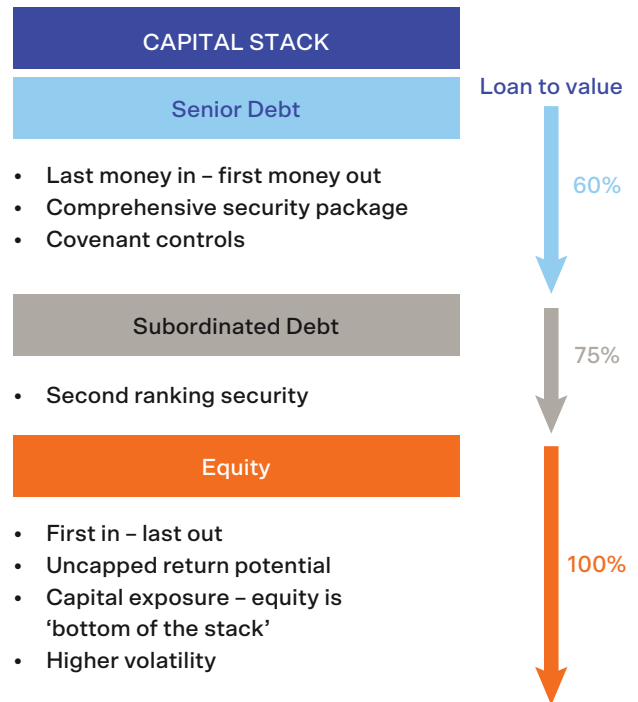 CAPITAL STACK
Loan to value
Senior Debt
• Last money in – first money out
• Comprehensive security package
• Covenant controls
60%
Subordinated Debt
75%
• Second ranking security
Equity
• First in – last out
• Uncapped return potential
• Capital exposure – equity is
‘bottom of the stack’
• Higher volatility
100%